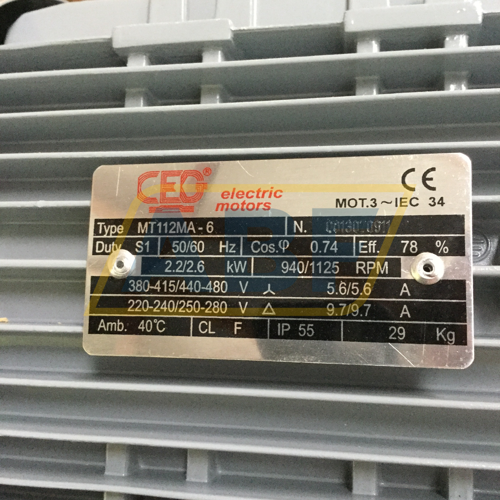 CEG® electric motors
CE
MOT.3~IEC 34
Type MT112MA-6 N.
Duty S1 50/60 Hz Cos.φ 0.74 Eff. 78 %
2.2/2.6 kW 940/1125 RPM
380-415/440-480 V ⅄ 5.6/5.6 A
220-240/250-280 V △ 9.7/9.7 A
Amb. 40℃ CL F IP 55 29 Kg